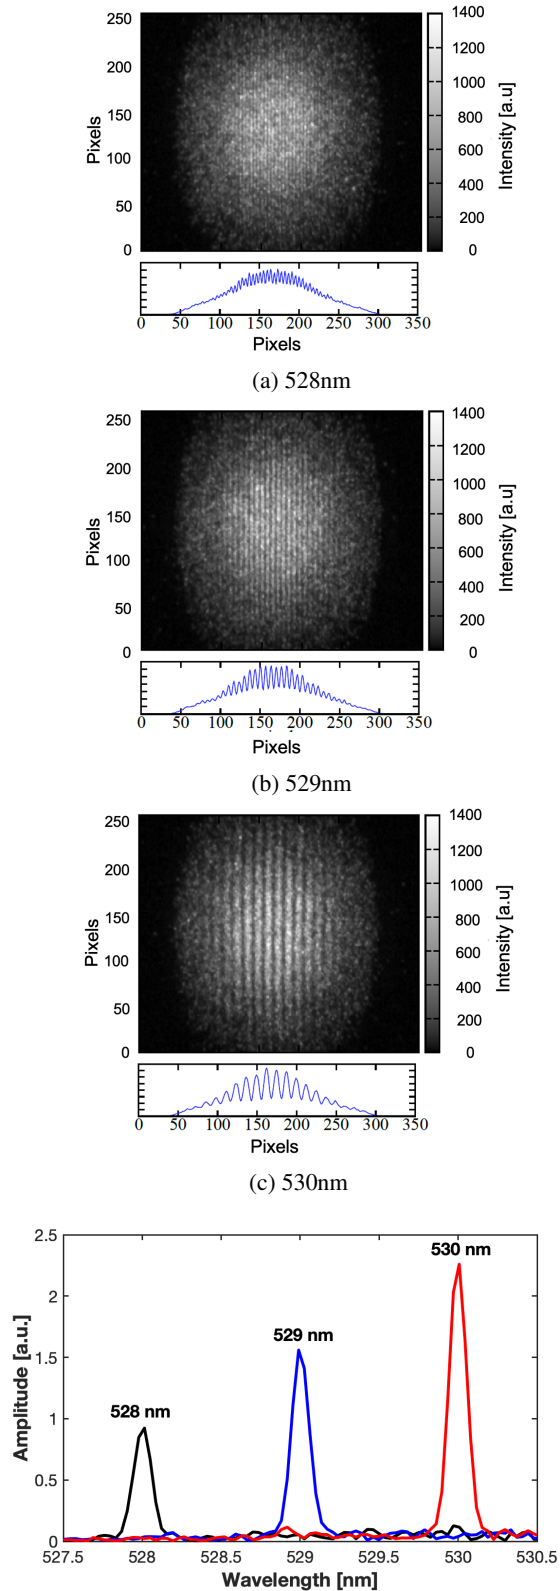 250
200
150
100
50
0
Pixels
1400
1200
1000
800
600
400
200
0
Intensity [a.u]
0 50 100 150 200 250 300 350
Pixels
(a) 528nm
250
200
150
100
50
0
Pixels
1400
1200
1000
800
600
400
200
0
Intensity [a.u]
0 50 100 150 200 250 300 350
Pixels
(b) 529nm
250
200
150
100
50
0
Pixels
1400
1200
1000
800
600
400
200
0
Intensity [a.u]
0 50 100 150 200 250 300 350
Pixels
(c) 530nm
2.5
2
1.5
1
0.5
0
Amplitude [a.u.]
530 nm
529 nm
528 nm
527.5 528 528.5 529 529.5 530 530.5
Wavelength [nm]